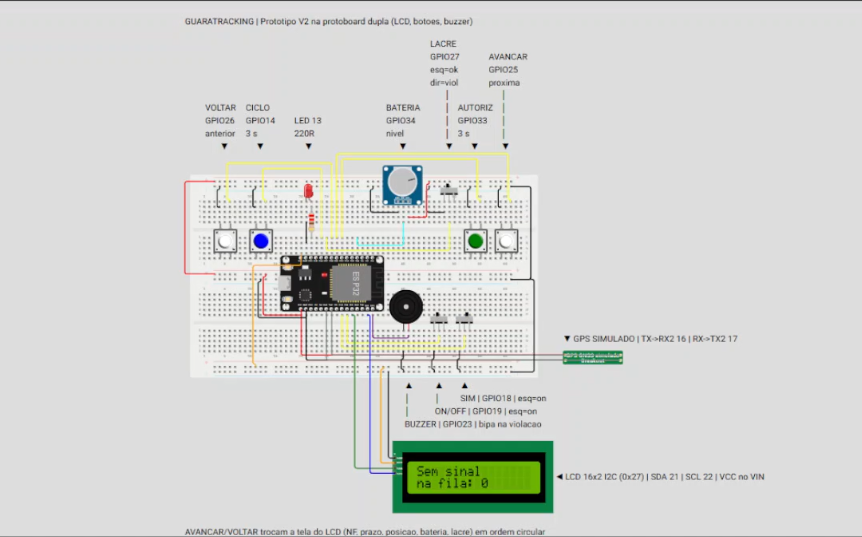 GUARATRACKING | Prototipo V2 na protoboard dupla (LCD, botoes, buzzer)
LACRE
GPIO27
esq=ok
dir=viol
AVANCAR
GPIO25
proxima
VOLTAR
GPIO26
anterior
CICLO
GPIO14
3 s
LED 13
220R
BATERIA
GPIO34
nivel
AUTORIZ
GPIO33
3 s
ESP32
▼ GPS SIMULADO | TX->RX2 16 | RX->TX2 17
Breakout
SIM | GPIO18 | esq=on
ON/OFF | GPIO19 | esq=on
BUZZER | GPIO23 | bipa na violacao
Sem sinal
na fila: 0
◄ LCD 16x2 I2C (0x27) | SDA 21 | SCL 22 | VCC no VIN
AVANCAR/VOLTAR trocam a tela do LCD (NF, prazo, posicao, bateria, lacre) em ordem circular